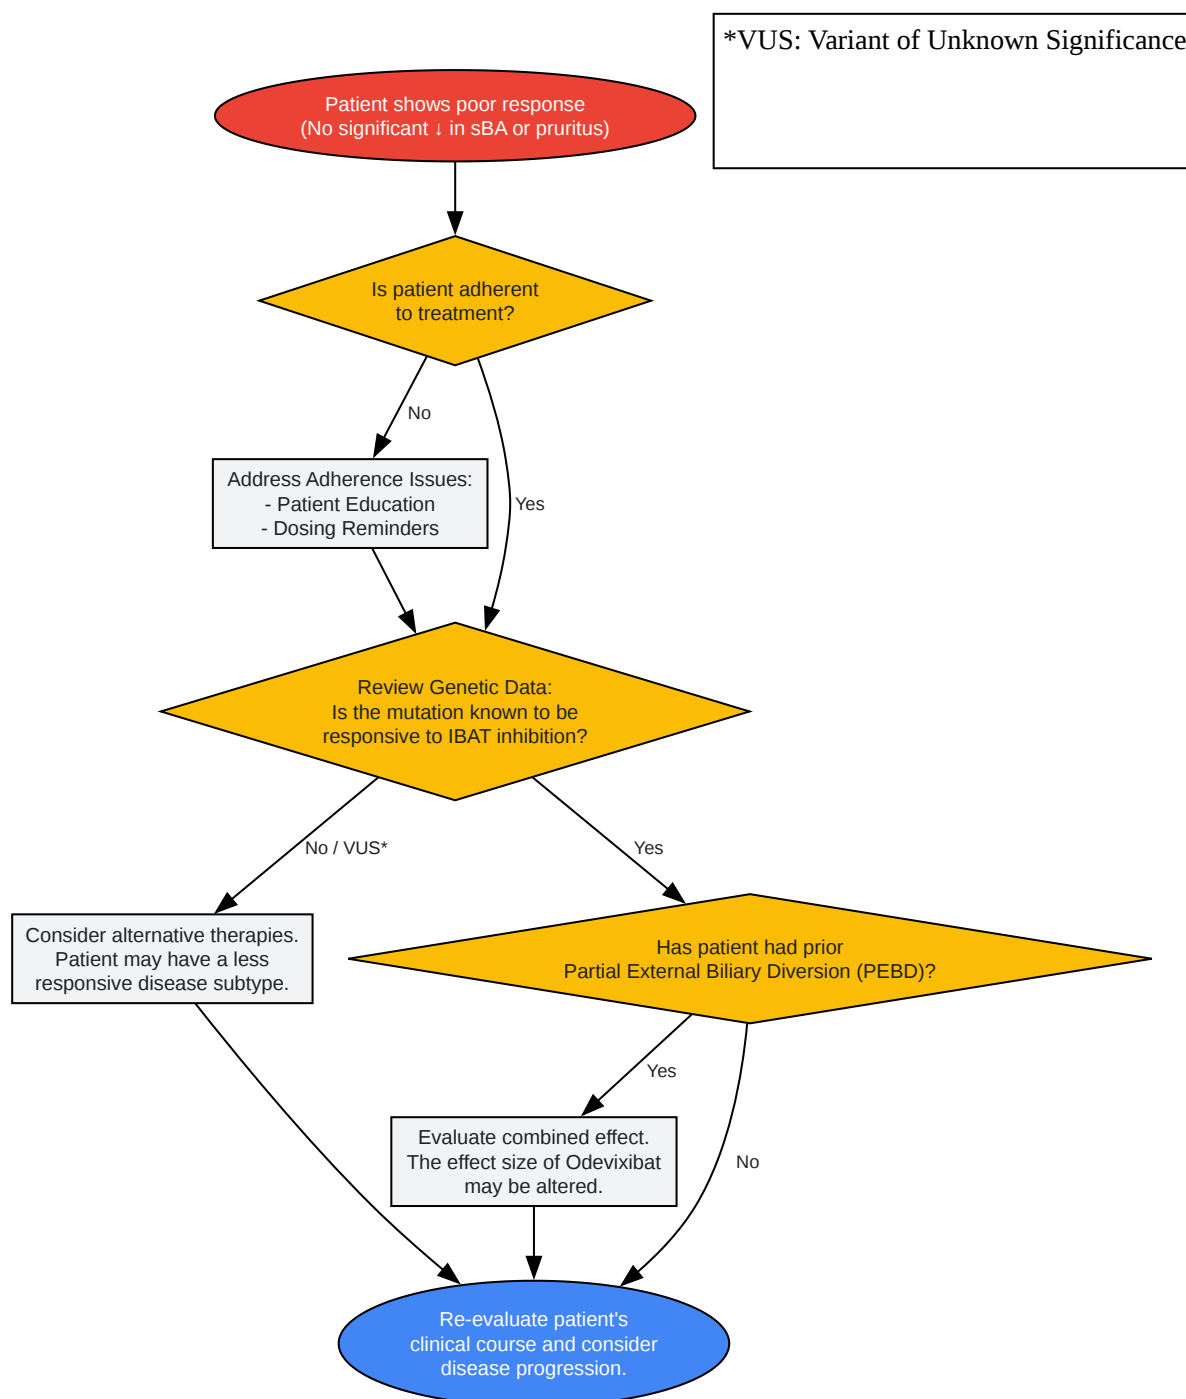 *VUS: Variant of Unknown Significance
Patient shows poor response
(No significant ↓ in sBA or pruritus)
Is patient adherent
to treatment?
No
Address Adherence Issues:
- Patient Education
- Dosing Reminders
Yes
Review Genetic Data:
Is the mutation known to be
responsive to IBAT inhibition?
No / VUS*
Yes
Consider alternative therapies.
Patient may have a less
responsive disease subtype.
Has patient had prior
Partial External Biliary Diversion (PEBD)?
Yes
Evaluate combined effect.
The effect size of Odevixibat
may be altered.
No
Re-evaluate patient's
clinical course and consider
disease progression.